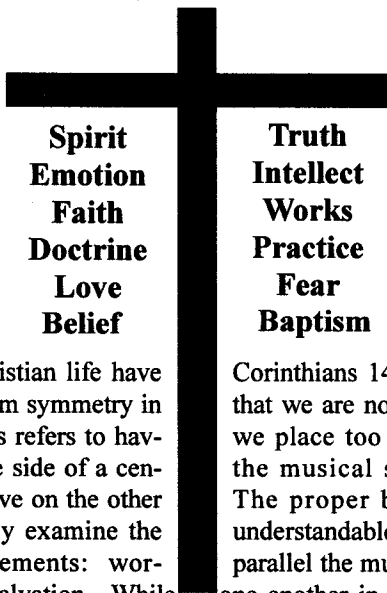 Spirit
Emotion
Faith
Doctrine
Love
Belief
istian life have
m symmetry in
s refers to hav-
e side of a cen-
ve on the other
y examine the
ements: wor-
alvation. While
Truth
Intellect
Works
Practice
Fear
Baptism
Corinthians 14
that we are no
we place too
the musical s
The proper b
understandable
parallel the mu
one another in